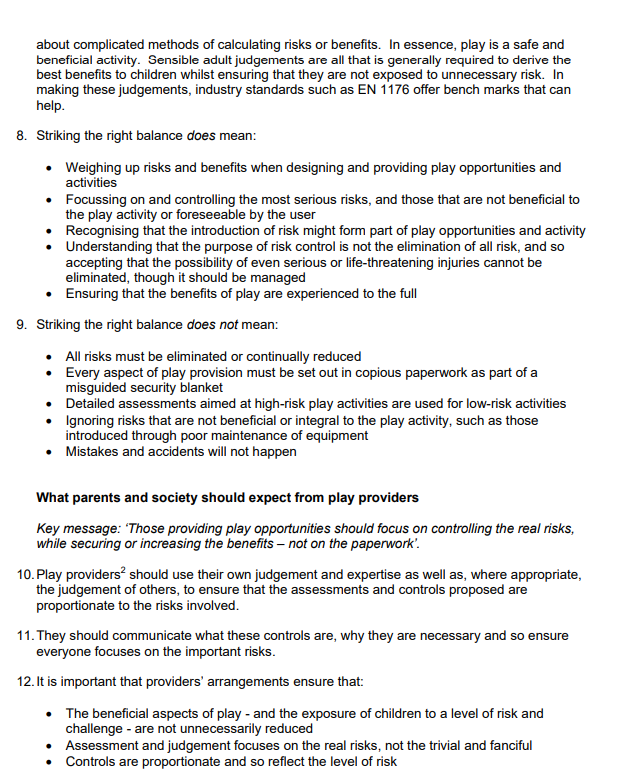 about complicated methods of calculating risks or benefits. In essence, play is a safe and
beneficial activity. Sensible adult judgements are all that is generally required to derive the
best benefits to children whilst ensuring that they are not exposed to unnecessary risk. In
making these judgements, industry standards such as EN 1176 offer bench marks that can
help.
8. Striking the right balance does mean:
• Weighing up risks and benefits when designing and providing play opportunities and
activities
• Focussing on and controlling the most serious risks, and those that are not beneficial to
the play activity or foreseeable by the user
• Recognising that the introduction of risk might form part of play opportunities and activity
• Understanding that the purpose of risk control is not the elimination of all risk, and so
accepting that the possibility of even serious or life-threatening injuries cannot be
eliminated, though it should be managed
• Ensuring that the benefits of play are experienced to the full
9. Striking the right balance does not mean:
• All risks must be eliminated or continually reduced
• Every aspect of play provision must be set out in copious paperwork as part of a
misguided security blanket
• Detailed assessments aimed at high-risk play activities are used for low-risk activities
• Ignoring risks that are not beneficial or integral to the play activity, such as those
introduced through poor maintenance of equipment
• Mistakes and accidents will not happen
What parents and society should expect from play providers
Key message: 'Those providing play opportunities should focus on controlling the real risks,
while securing or increasing the benefits – not on the paperwork'.
10. Play providers² should use their own judgement and expertise as well as, where appropriate,
the judgement of others, to ensure that the assessments and controls proposed are
proportionate to the risks involved.
11. They should communicate what these controls are, why they are necessary and so ensure
everyone focuses on the important risks.
12. It is important that providers' arrangements ensure that:
• The beneficial aspects of play - and the exposure of children to a level of risk and
challenge - are not unnecessarily reduced
• Assessment and judgement focuses on the real risks, not the trivial and fanciful
• Controls are proportionate and so reflect the level of risk